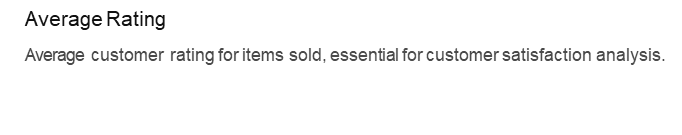 Average Rating
Average customer rating for items sold, essential for customer satisfaction analysis.